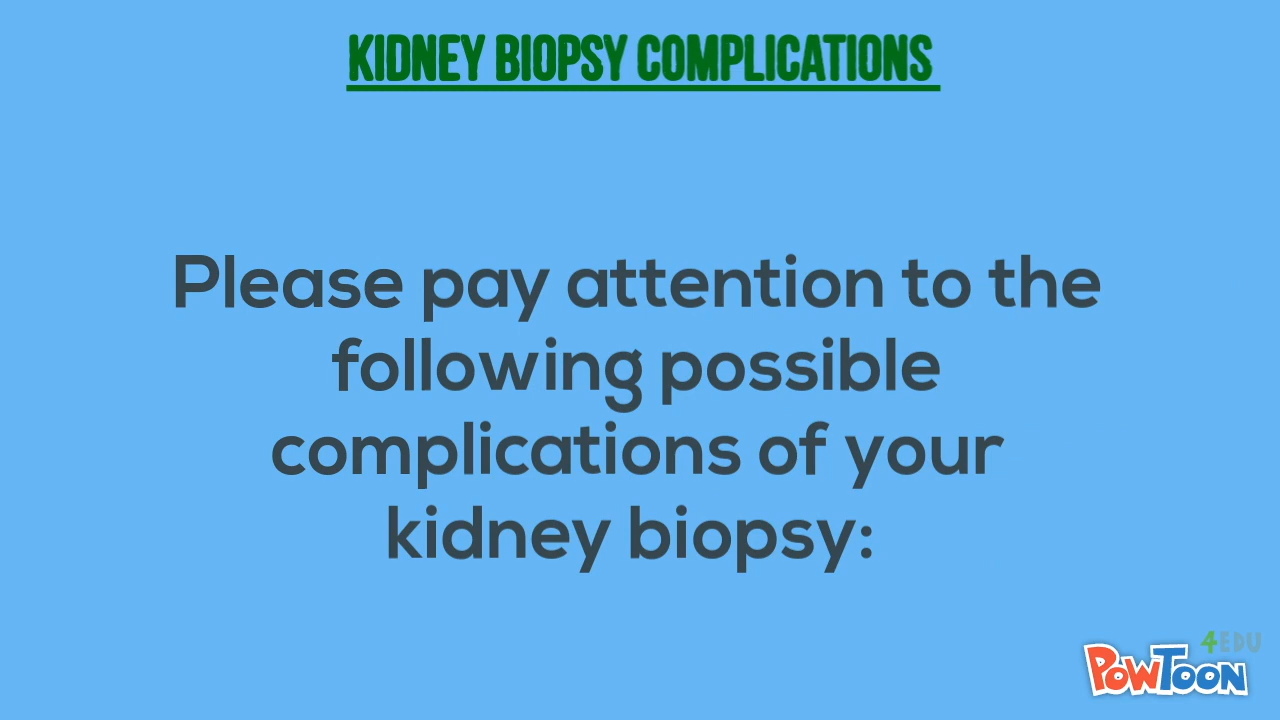 KIDNEY BIOPSY COMPLICATIONS
Please pay attention to the
following possible
complications of your
kidney biopsy:
4EDU
POWTOON